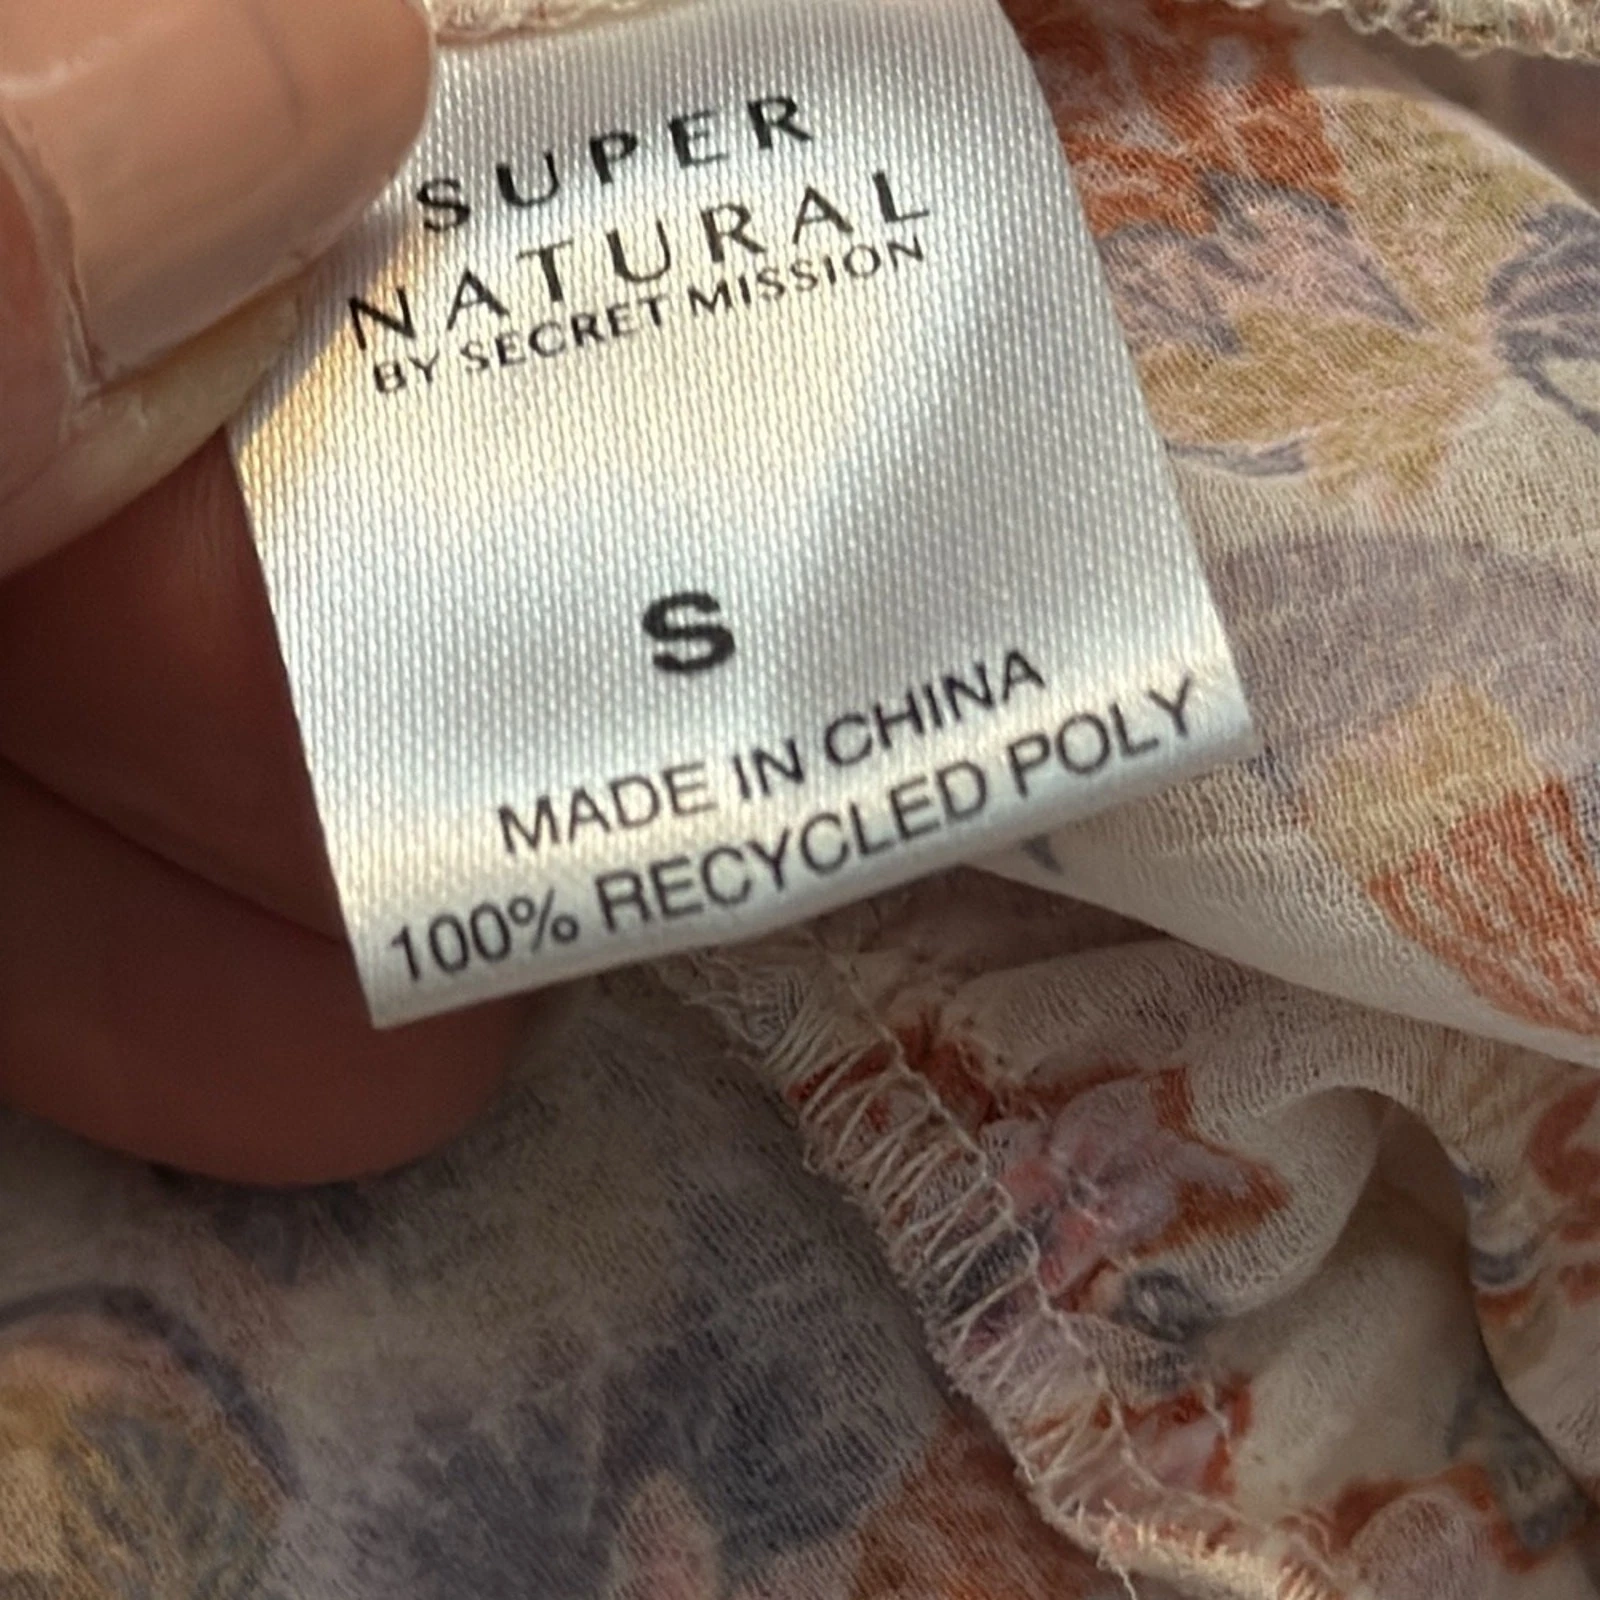 SUPER
NATURAL
BY SECRET MISSION
S
MADE IN CHINA
100% RECYCLED POLY